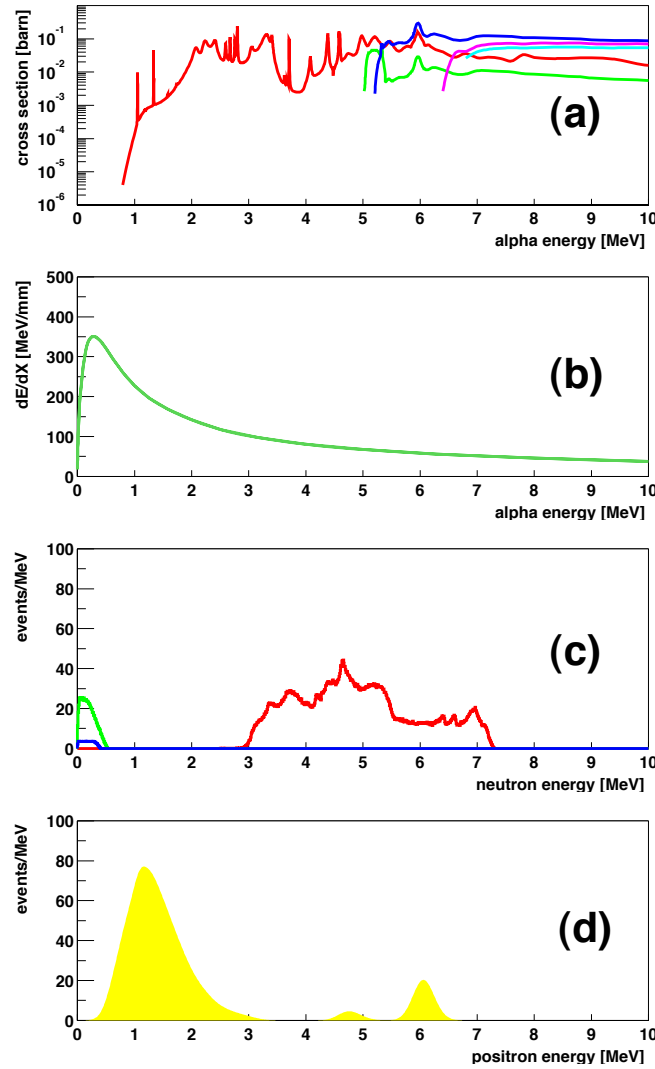 cross section [barn]
10⁻¹
10⁻²
10⁻³
10⁻⁴
10⁻⁵
10⁻⁶
(a)
0 1 2 3 4 5 6 7 8 9 10
alpha energy [MeV]
dE/dX [MeV/mm]
500
400
300
200
100
0
(b)
0 1 2 3 4 5 6 7 8 9 10
alpha energy [MeV]
events/MeV
100
80
60
40
20
0
(c)
0 1 2 3 4 5 6 7 8 9 10
neutron energy [MeV]
events/MeV
100
80
60
40
20
0
(d)
0 1 2 3 4 5 6 7 8 9 10
positron energy [MeV]